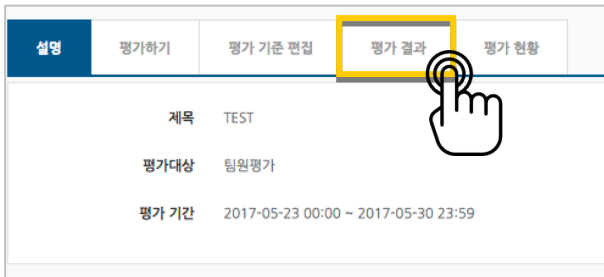 설명 평가하기 평가 기준 편집 평가 결과 평가 현황
제목 TEST
평가대상 팀원평가
평가 기간 2017-05-23 00:00 ~ 2017-05-30 23:59